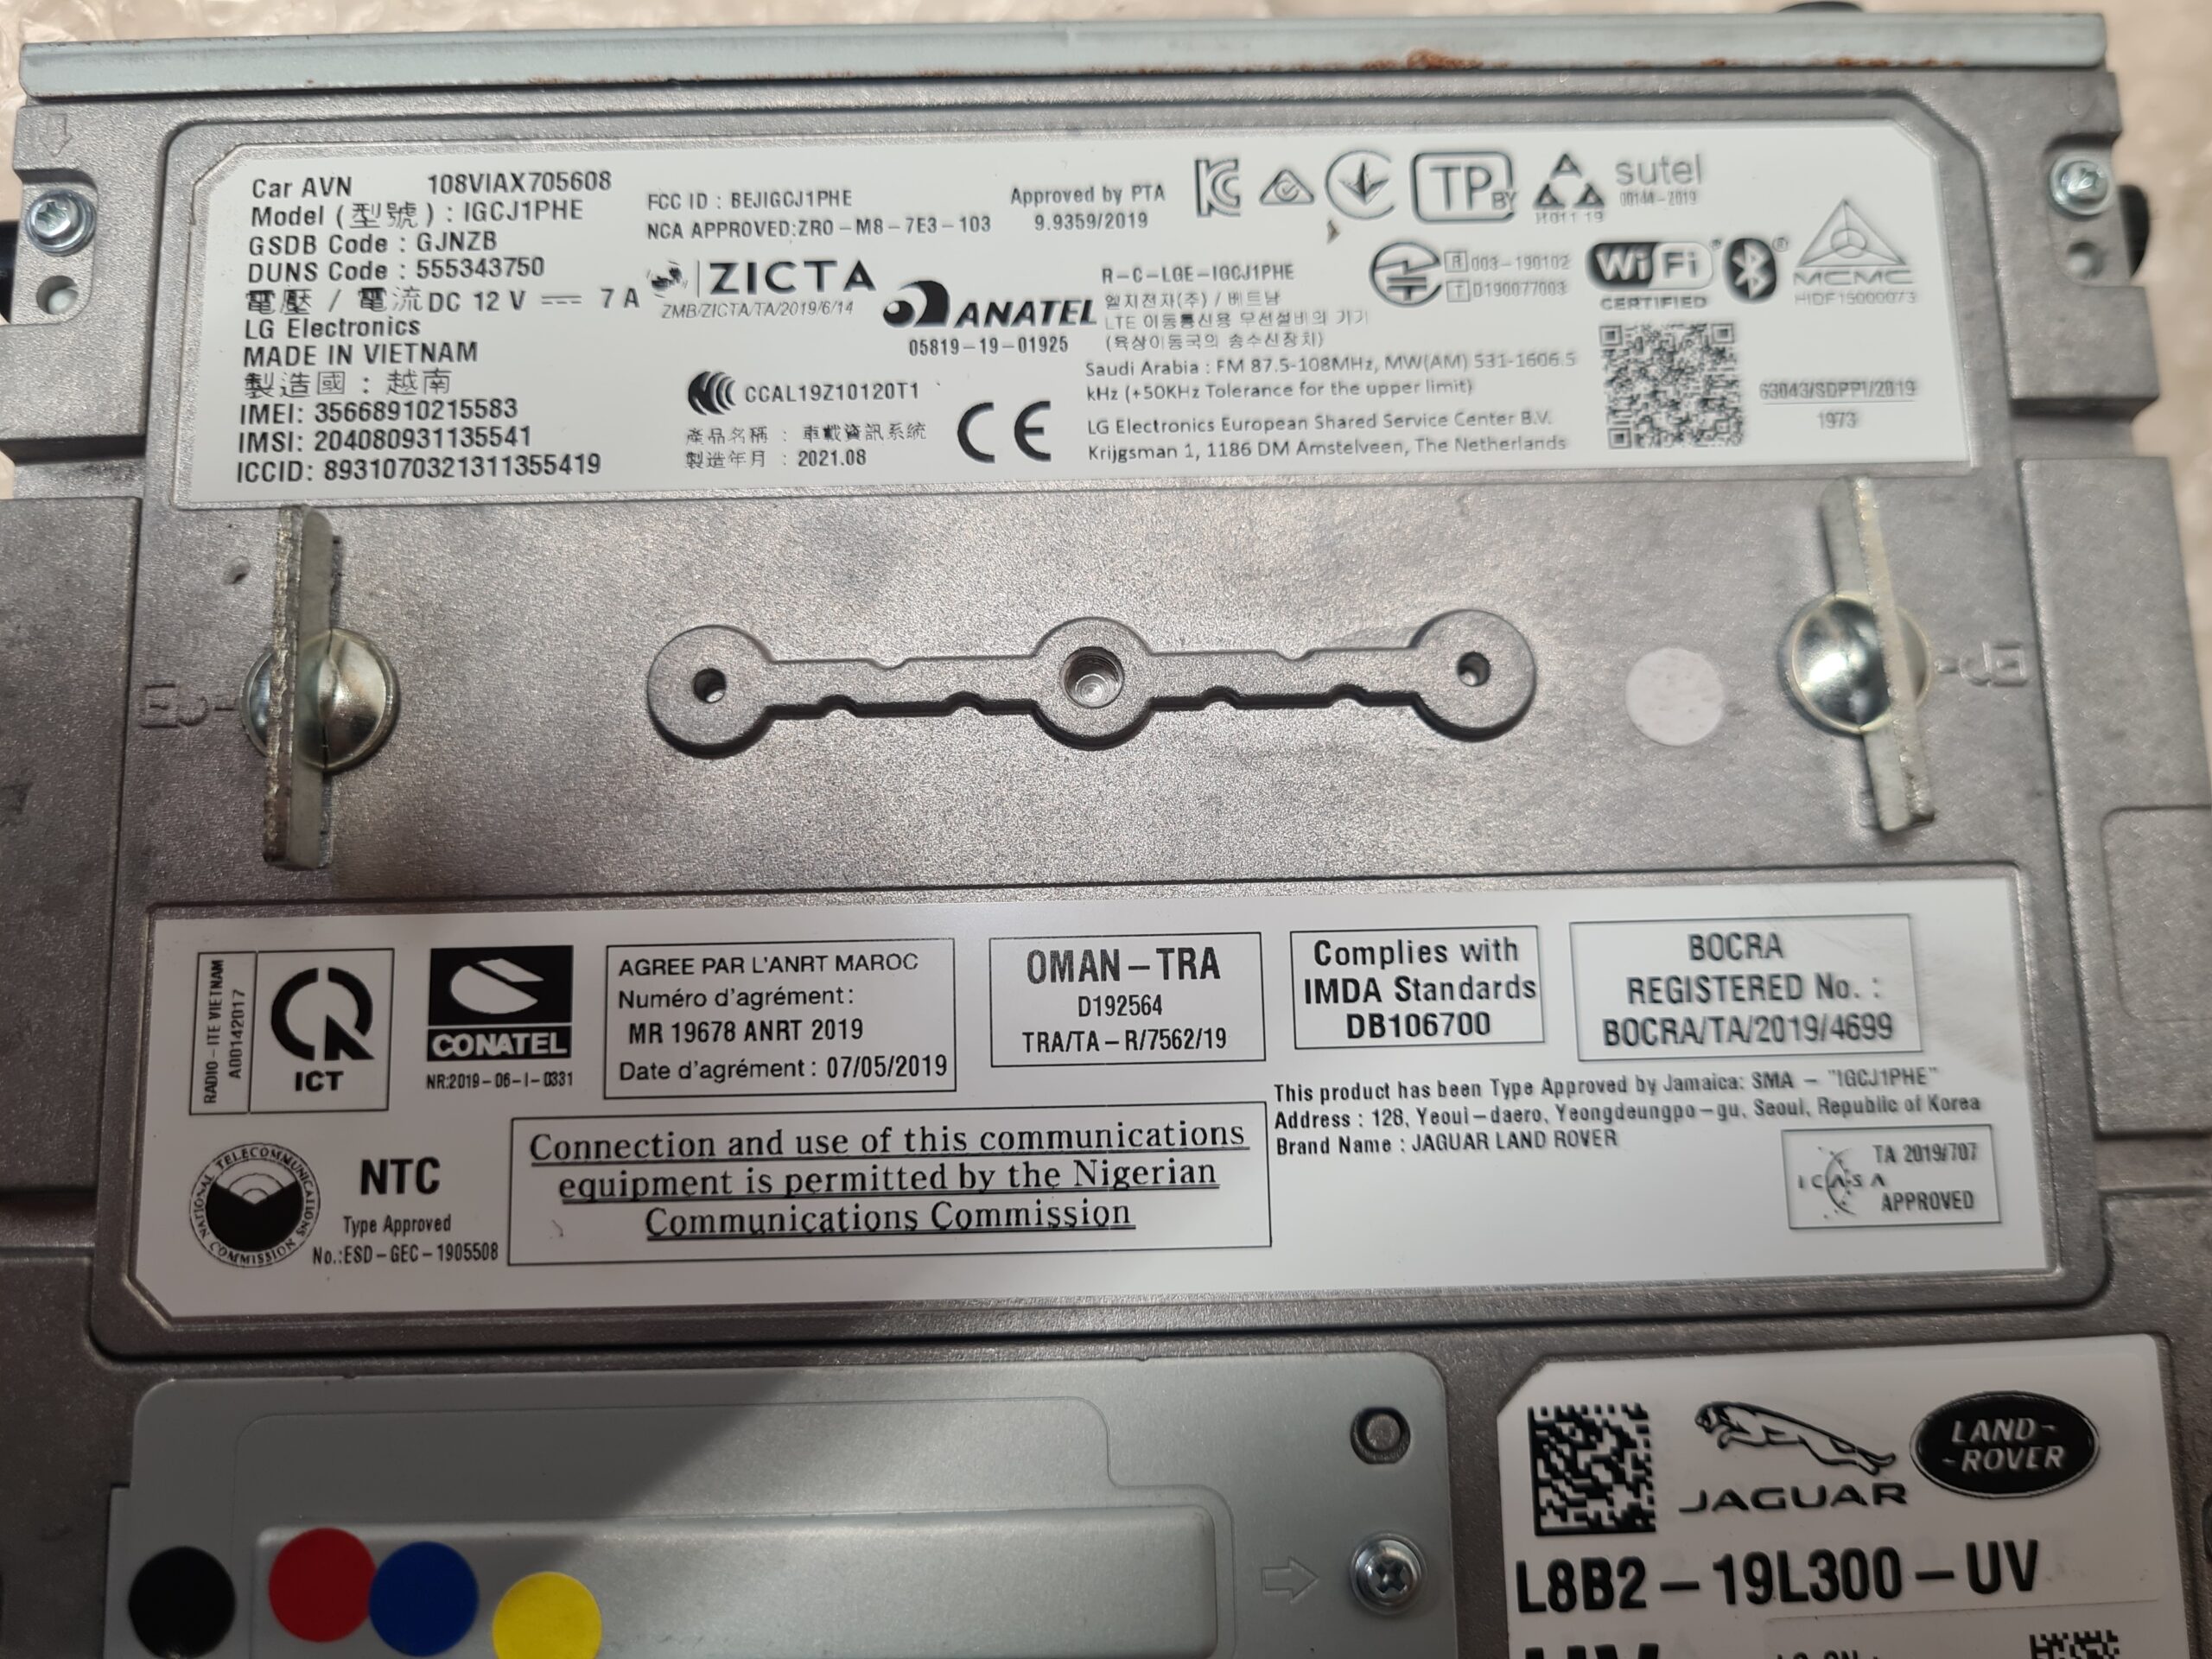 Car AVN 108VIAX705608
Model (型號) : IGCJ1PHE
GSDB Code : GJNZB
DUNS Code : 555343750
電壓 / 電流 DC 12 V 7 A
LG Electronics
MADE IN VIETNAM
製造國 : 越南
IMEI: 35668910215583
IMSI: 204080931135541
ICCID: 8931070321311355419
FCC ID : BEJIGCJ1PHE
NCA APPROVED:ZRO-M8-7E3-103
ZICTA
ZMB/ZICTA/TA/2019/6/14
ANATEL
05819-19-01925
CCAL19Z10120T1
產品名稱 : 車載資訊系統
製造年月 : 2021.08
CE
Approved by PTA
9.9359/2019
R-C-LGE-IGCJ1PHE
엘지전자(주) / 베트남
LTE 이동통신용 무선설비의 기기
(육상이동국의 송수신장치)
Saudi Arabia : FM 87.5-108MHz, MW(AM) 531-1606.5
kHz (+50KHz Tolerance for the upper limit)
LG Electronics European Shared Service Center B.V.
Krijgsman 1, 1186 DM Amstelveen, The Netherlands
TP BY
H011 19
sutel
00144-2019
R 003-190102
T D190077003
Wi Fi
CERTIFIED
MCMC
HIDF15000073
63043/SDPPI/2019
1973
RADIO-ITE VIETNAM
A00142017
ICT
CONATEL
NR:2019-06-I-0331
AGREE PAR L'ANRT MAROC
Numéro d'agrément:
MR 19678 ANRT 2019
Date d'agrément : 07/05/2019
OMAN-TRA
D192564
TRA/TA-R/7562/19
Complies with
IMDA Standards
DB106700
BOCRA
REGISTERED No. :
BOCRA/TA/2019/4699
NATIONAL TELECOMMUNICATIONS COMMISSION
NTC
Type Approved
No.:ESD-GEC-1905508
Connection and use of this communications
equipment is permitted by the Nigerian
Communications Commission
This product has been Type Approved by Jamaica: SMA - "IGCJ1PHE"
Address : 128, Yeoui-daero, Yeongdeungpo-gu, Seoul, Republic of Korea
Brand Name : JAGUAR LAND ROVER
ICASA
TA 2019/707
APPROVED
JAGUAR
LAND-
-ROVER
L8B2-19L300-UV